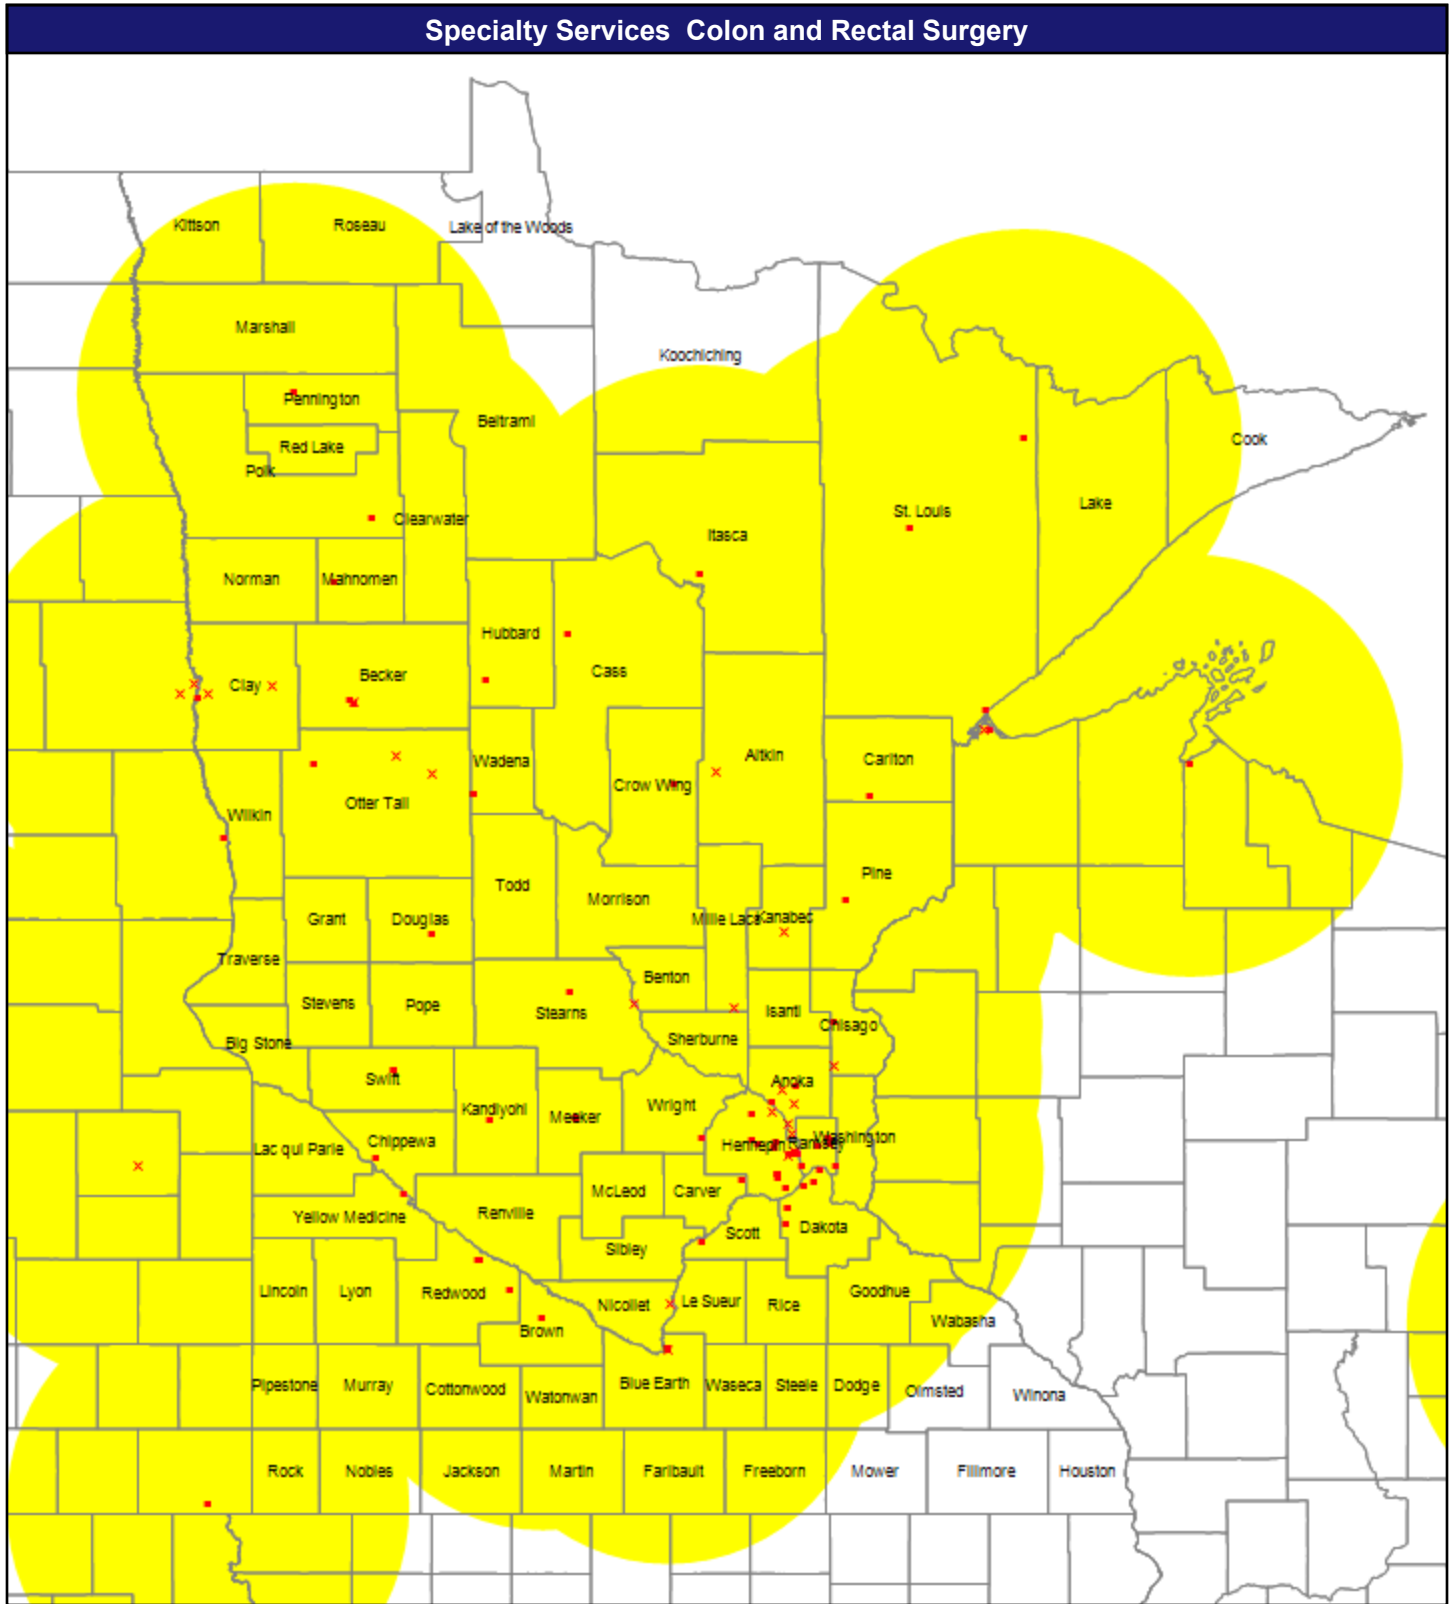 Specialty Services  Colon and Rectal Surgery
Kittson
Roseau
Lake of the Woods
Marshall
Koochiching
Pennington
Beltrami
Red Lake
Cook
Polk
Clearwater
St. Louis
Lake
Itasca
Norman
Mahnomen
Hubbard
Clay
Becker
Cass
Wadena
Aitkin
Carlton
Crow Wing
Otter Tail
Wilkin
Todd
Pine
Morrison
Grant
Douglas
Mille Lacs
Kanabec
Traverse
Benton
Stevens
Pope
Stearns
Isanti
Chisago
Big Stone
Sherburne
Swift
Anoka
Kandiyohi
Meeker
Wright
Lac qui Parle
Chippewa
Hennepin
Ramsey
Washington
McLeod
Carver
Yellow Medicine
Renville
Scott
Dakota
Sibley
Lincoln
Lyon
Redwood
Nicollet
Le Sueur
Rice
Goodhue
Brown
Wabasha
Pipestone
Murray
Cottonwood
Watonwan
Blue Earth
Waseca
Steele
Dodge
Olmsted
Winona
Rock
Nobles
Jackson
Martin
Faribault
Freeborn
Mower
Fillmore
Houston